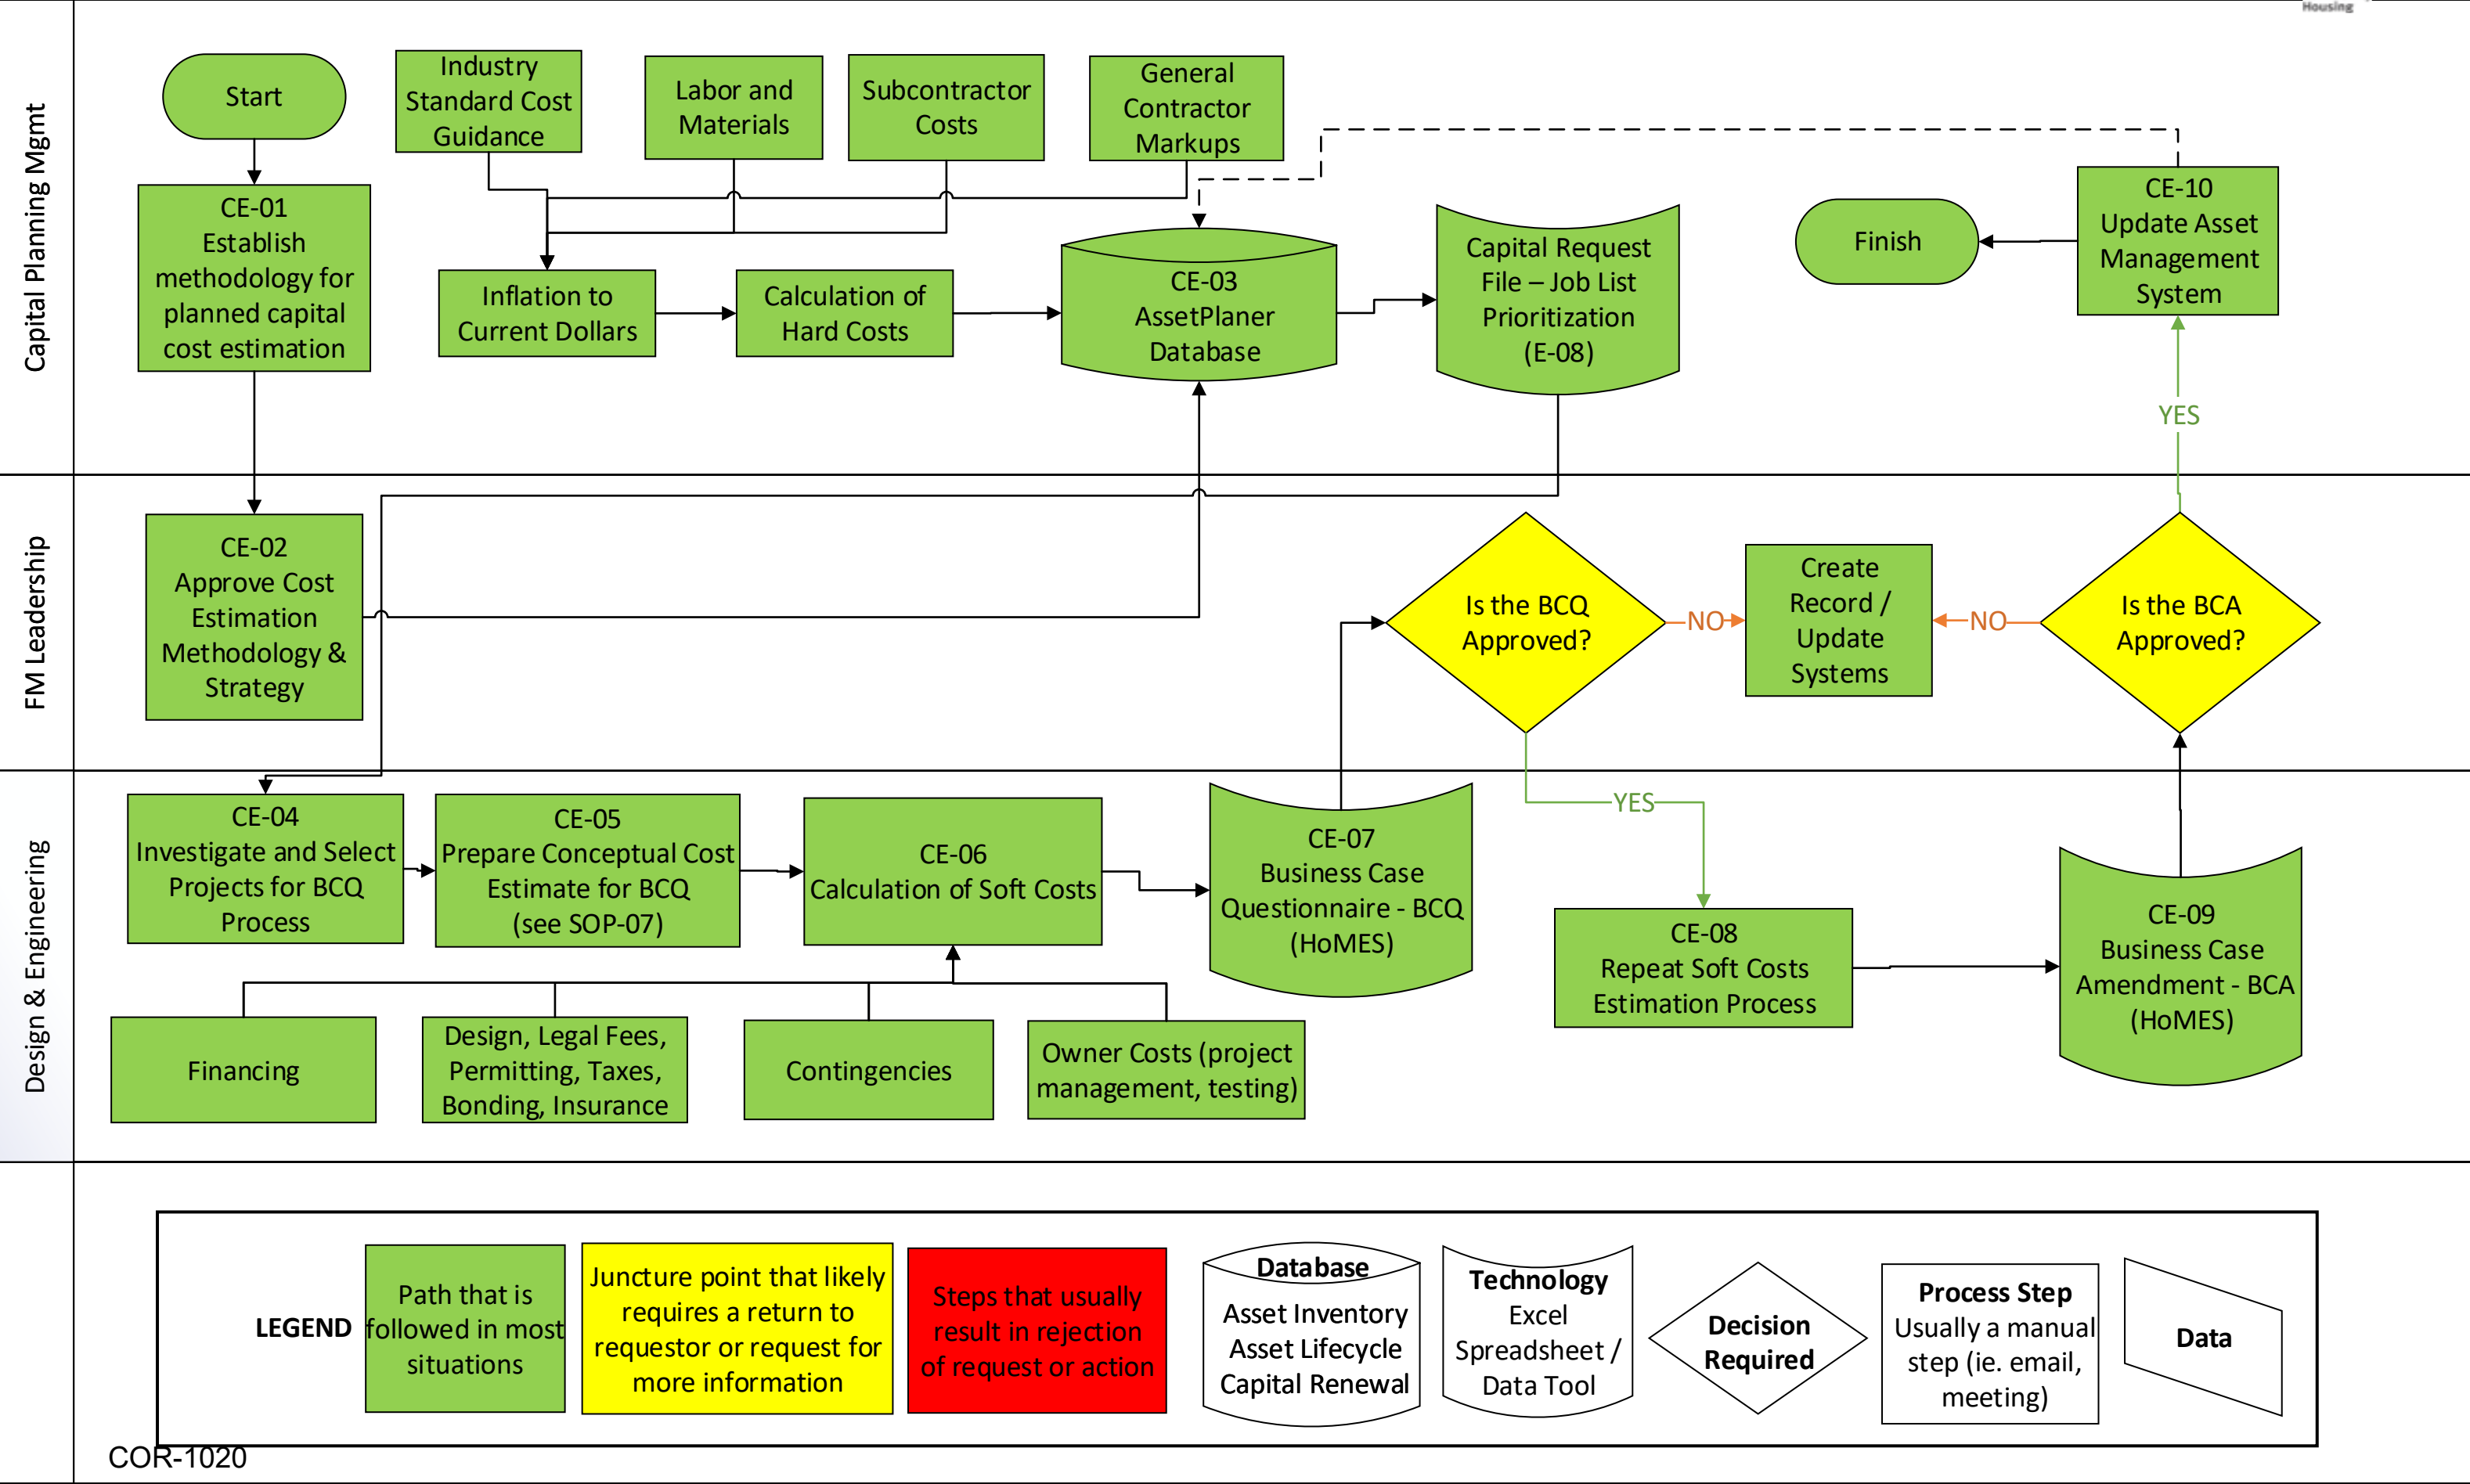 Housing
Capital Planning Mgmt
Start
Industry
Standard Cost
Guidance
Labor and
Materials
Subcontractor
Costs
General
Contractor
Markups
CE-01
Establish
methodology for
planned capital
cost estimation
Inflation to
Current Dollars
Calculation of
Hard Costs
CE-03
AssetPlaner
Database
Capital Request
File – Job List
Prioritization
(E-08)
Finish
CE-10
Update Asset
Management
System
YES
FM Leadership
CE-02
Approve Cost
Estimation
Methodology &
Strategy
Is the BCQ
Approved?
NO
Create
Record /
Update
Systems
NO
Is the BCA
Approved?
Design & Engineering
CE-04
Investigate and Select
Projects for BCQ
Process
CE-05
Prepare Conceptual Cost
Estimate for BCQ
(see SOP-07)
CE-06
Calculation of Soft Costs
CE-07
Business Case
Questionnaire - BCQ
(HoMES)
YES
CE-08
Repeat Soft Costs
Estimation Process
CE-09
Business Case
Amendment - BCA
(HoMES)
Financing
Design, Legal Fees,
Permitting, Taxes,
Bonding, Insurance
Contingencies
Owner Costs (project
management, testing)
LEGEND
Path that is
followed in most
situations
Juncture point that likely
requires a return to
requestor or request for
more information
Steps that usually
result in rejection
of request or action
Database
Asset Inventory
Asset Lifecycle
Capital Renewal
Technology
Excel
Spreadsheet /
Data Tool
Decision
Required
Process Step
Usually a manual
step (ie. email,
meeting)
Data
COR-1020